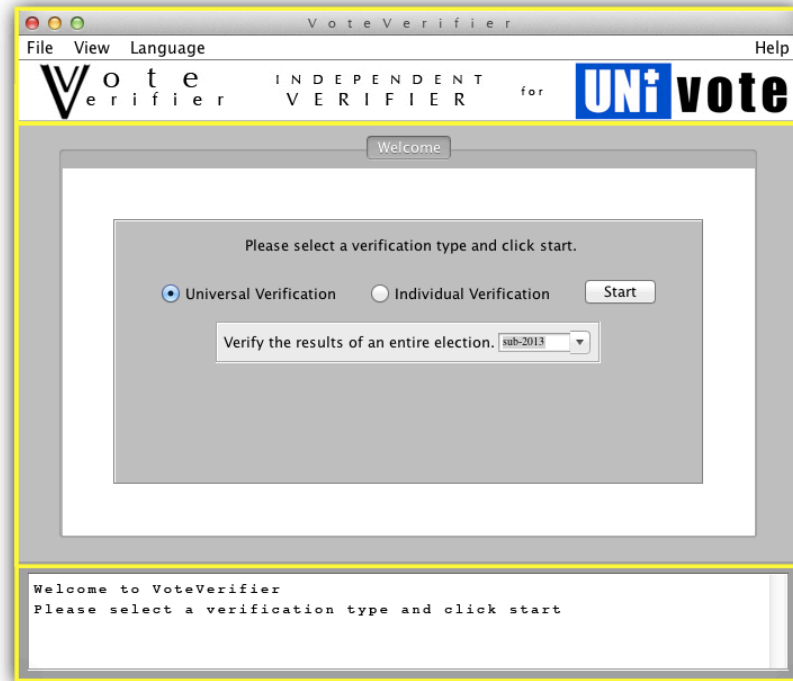 VoteVerifier
File View Language Help
Vote Verifier INDEPENDENT VERIFIER for UNi vote
Welcome
Please select a verification type and click start.
Universal Verification Individual Verification Start
Verify the results of an entire election. sub-2013
Welcome to VoteVerifier
Please select a verification type and click start